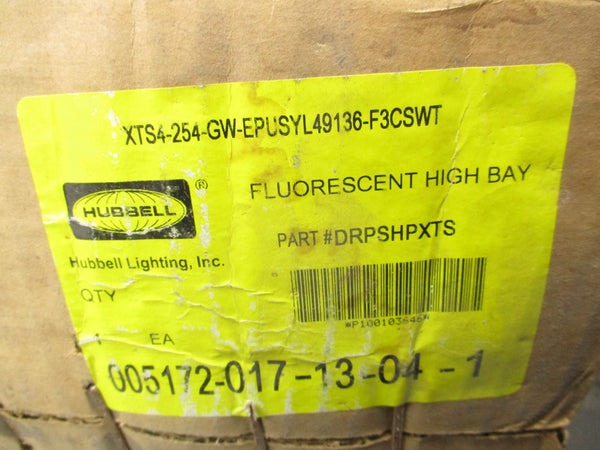 XTS4-254-GW-EPUSYL49136-F3CSWT
HUBBELL ®
FLUORESCENT HIGH BAY
PART #DRPSHPXTS
Hubbell Lighting, Inc.
QTY
*P100103646*
1 EA
005172-017-13-04-1